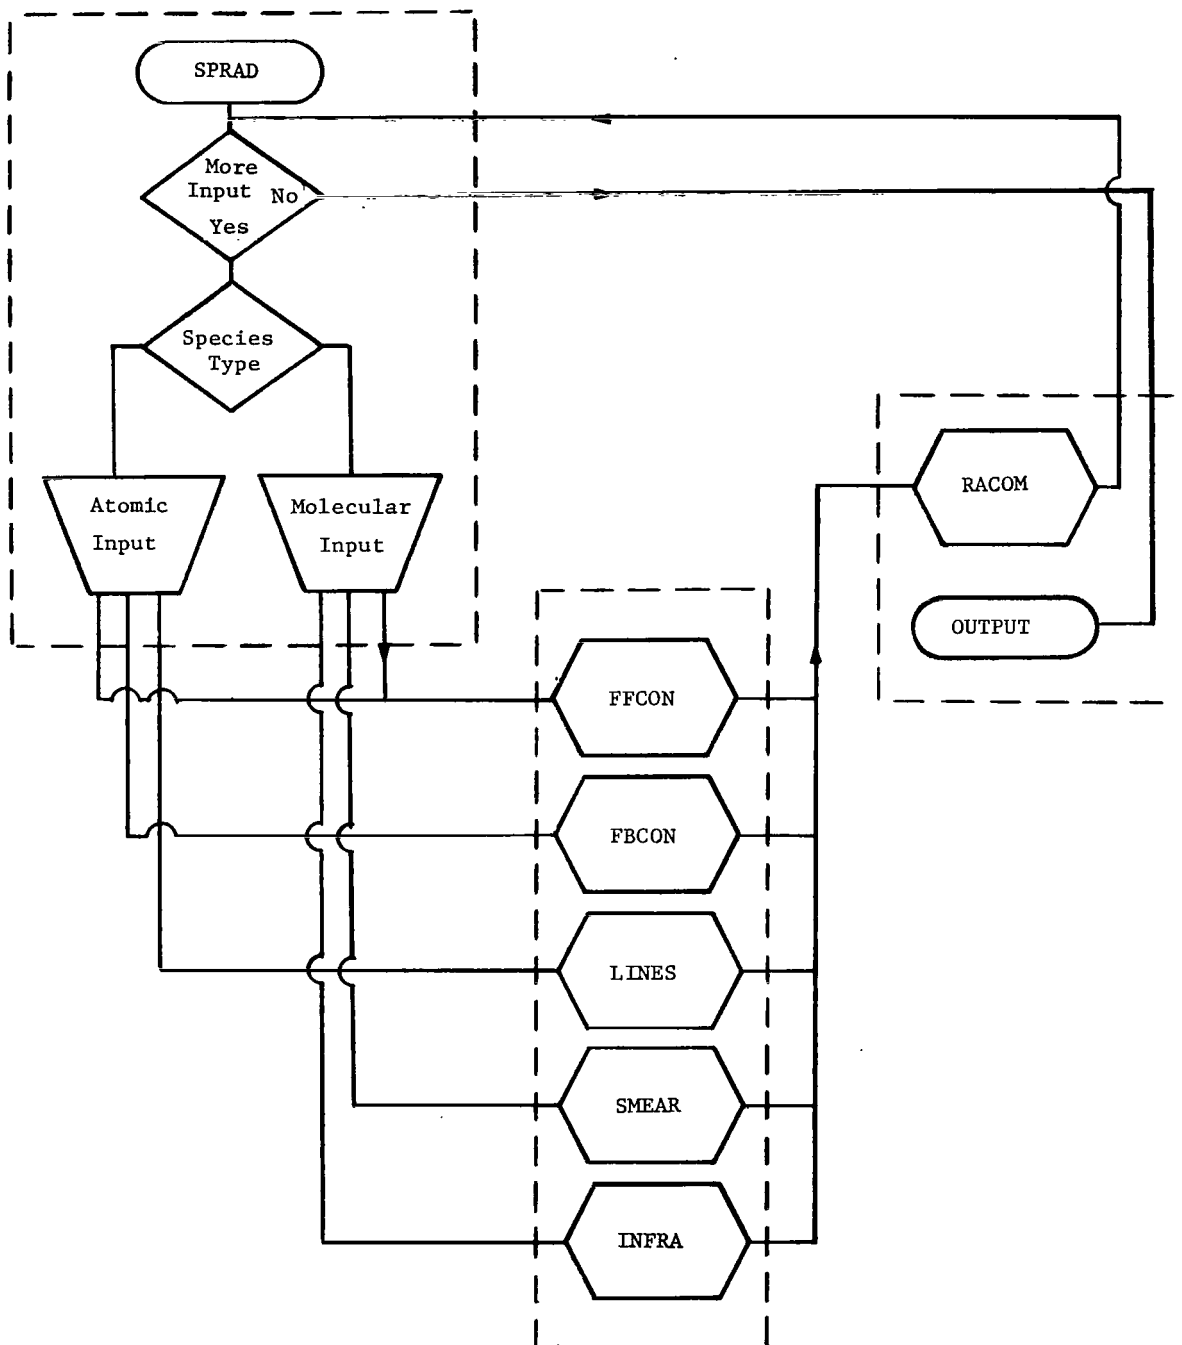 SPRAD
More
Input No
Yes
Species
Type
Atomic
Input
Molecular
Input
RACOM
OUTPUT
FFCON
FBCON
LINES
SMEAR
INFRA